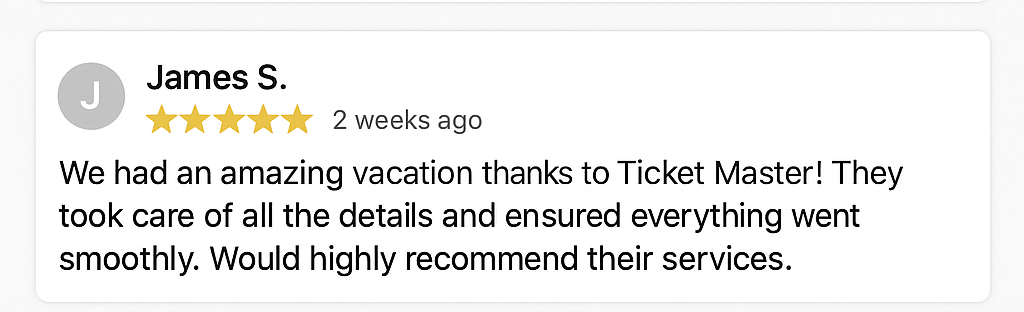 J
James S.
2 weeks ago
We had an amazing vacation thanks to Ticket Master! They
took care of all the details and ensured everything went
smoothly. Would highly recommend their services.